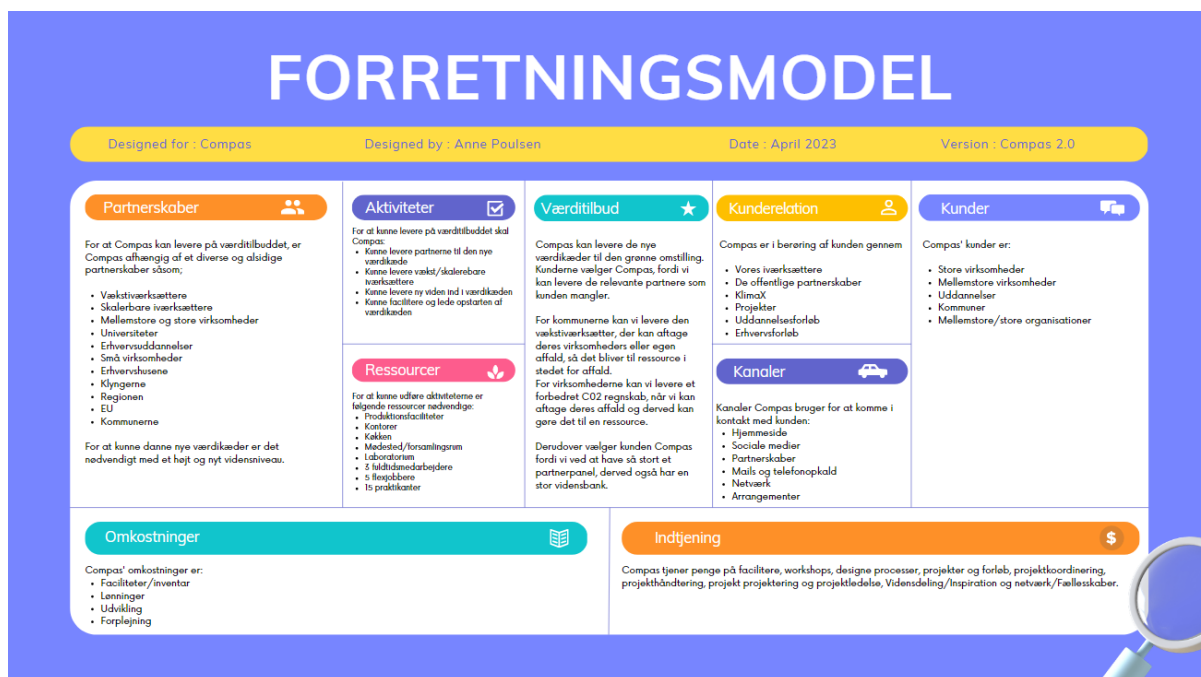 FORRETNINGSMODEL
Designed for : Compas
Designed by : Anne Poulsen
Date : April 2023
Version : Compas 2.0
Partnerskaber
For at Compas kan levere på værditilbuddet, er
Compas afhængig af et diverse og alsidige
partnerskaber såsom;
• Vækstiværksættere
• Skalerbare iværksættere
• Mellemstore og store virksomheder
• Universiteter
• Erhvervsuddannelser
• Små virksomheder
• Erhvervshusene
• Klyngerne
• Regionen
• EU
• Kommunerne
For at kunne danne nye værdikæder er det
nødvendigt med et højt og nyt vidensniveau.
Aktiviteter
For at kunne levere på værditilbuddet skal
Compas:
• Kunne levere partnerne til den nye
værdikæde
• Kunne levere vækst/skalerebare
iværksættere
• Kunne levere ny viden ind i værdikæden
• Kunne facilitere og lede opstarten af
værdikæden
Ressourcer
For at kunne udføre aktiviteterne er
følgende ressourcer nødvendige:
• Produktionsfaciliteter
• Kontorer
• Køkken
• Mødested/forsamlingsrum
• Laboratorium
• 3 fuldtidsmedarbejdere
• 5 flexjobbere
• 15 praktikanter
Værditilbud
Compas kan levere de nye
værdikæder til den grønne omstilling.
Kunderne vælger Compas, fordi vi
kan levere de relevante partnere som
kunden mangler.
For kommunerne kan vi levere den
vækstiværksætter, der kan aftage
deres virksomheders eller egen
affald, så det bliver til ressource i
stedet for affald.
For virksomhederne kan vi levere et
forbedret C02 regnskab, når vi kan
aftage deres affald og derved kan
gøre det til en ressource.
Derudover vælger kunden Compas
fordi vi ved at have så stort et
partnerpanel, derved også har en
stor vidensbank.
Kunderelation
Compas er i berøring af kunden gennem
• Vores iværksættere
• De offentlige partnerskaber
• KlimaX
• Projekter
• Uddannelsesforløb
• Erhvervsforløb
Kanaler
Kanaler Compas bruger for at komme i
kontakt med kunden:
• Hjemmeside
• Sociale medier
• Partnerskaber
• Mails og telefonopkald
• Netværk
• Arrangementer
Kunder
Compas' kunder er:
• Store virksomheder
• Mellemstore virksomheder
• Uddannelser
• Kommuner
• Mellemstore/store organisationer
Omkostninger
Compas' omkostninger er:
• Faciliteter/inventar
• Lønninger
• Udvikling
• Forplejning
Indtjening
$
Compas tjener penge på facilitere, workshops, designe processer, projekter og forløb, projektkoordinering,
projekthåndtering, projekt projektering og projektledelse, Vidensdeling/Inspiration og netværk/Fællesskaber.